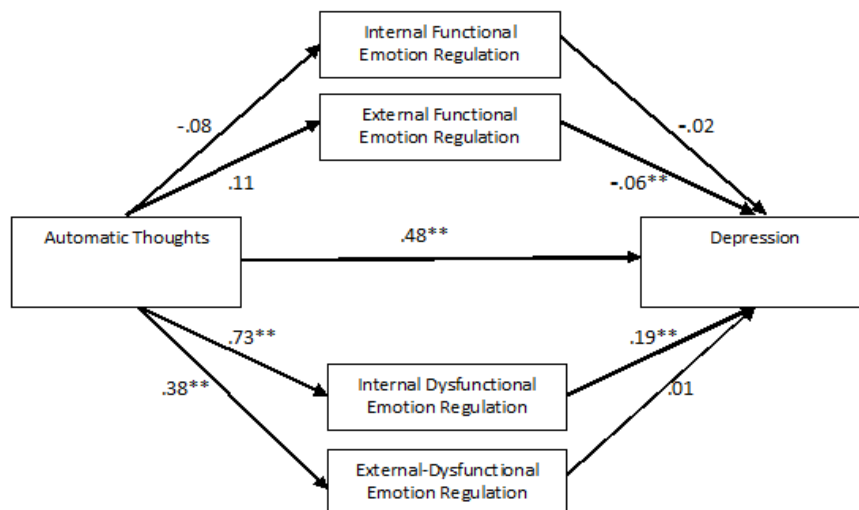 Internal Functional
Emotion Regulation
External Functional
Emotion Regulation
-.08
-.02
.11
-.06**
Automatic Thoughts
.48**
Depression
.73**
.19**
.38**
.01
Internal Dysfunctional
Emotion Regulation
External-Dysfunctional
Emotion Regulation